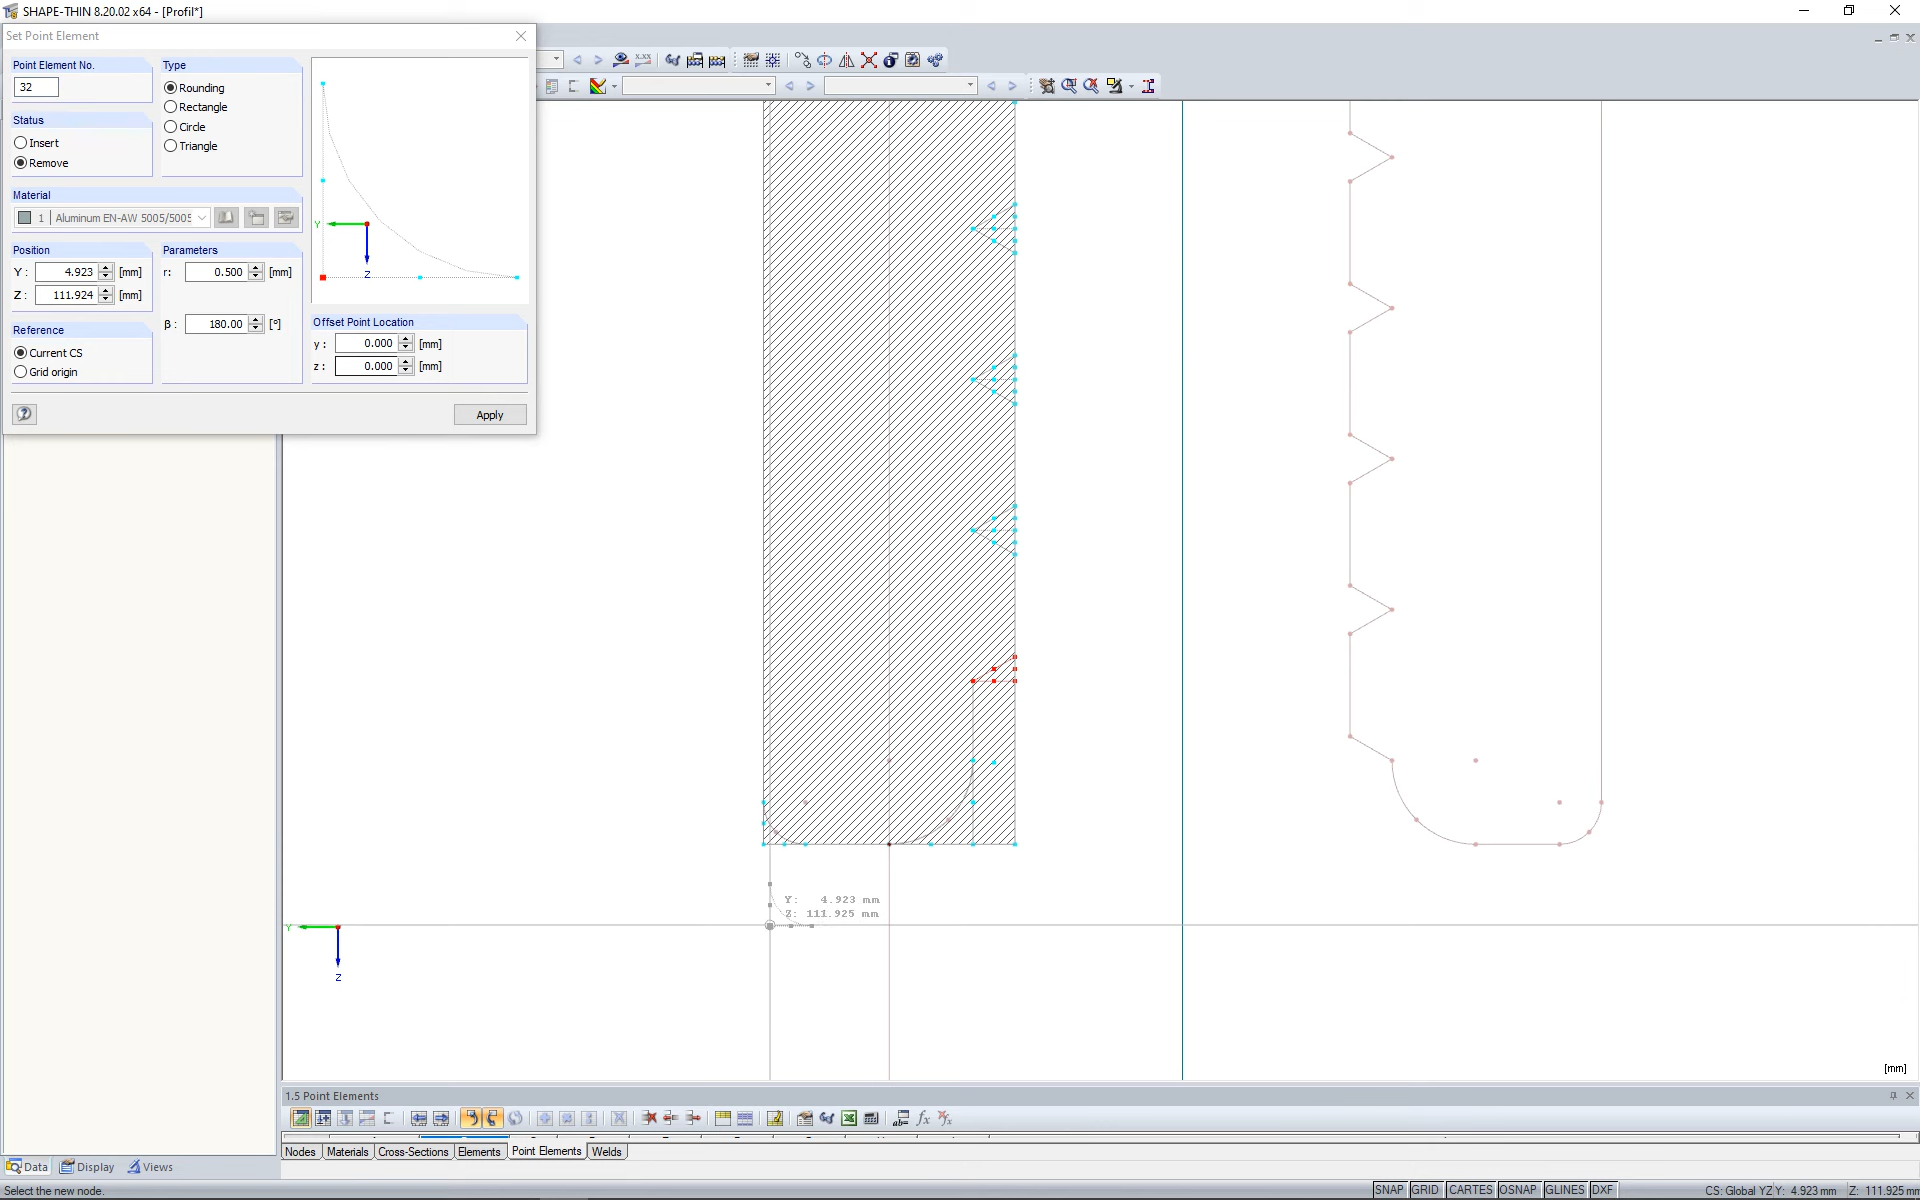 SHAPE-THIN 8.20.02 x64 - [Profil*]
Set Point Element
Point Element No.
32
Type
Rounding
Rectangle
Circle
Triangle
Status
Insert
Remove
Material
1 Aluminum EN-AW 5005/5005
Position
Y : 4.923 [mm]
Z : 111.924 [mm]
Parameters
r: 0.500 [mm]
β : 180.00 [°]
Reference
Current CS
Grid origin
Y
Z
Offset Point Location
y : 0.000 [mm]
z : 0.000 [mm]
Apply
x.xx
Y: 4.923 mm
Z: 111.925 mm
Y
Z
[mm]
1.5 Point Elements
Nodes Materials Cross-Sections Elements Point Elements Welds
Data Display Views
Select the new node.
SNAP GRID CARTES OSNAP GLINES DXF CS: Global YZ Y: 4.923 mm Z: 111.925 mm